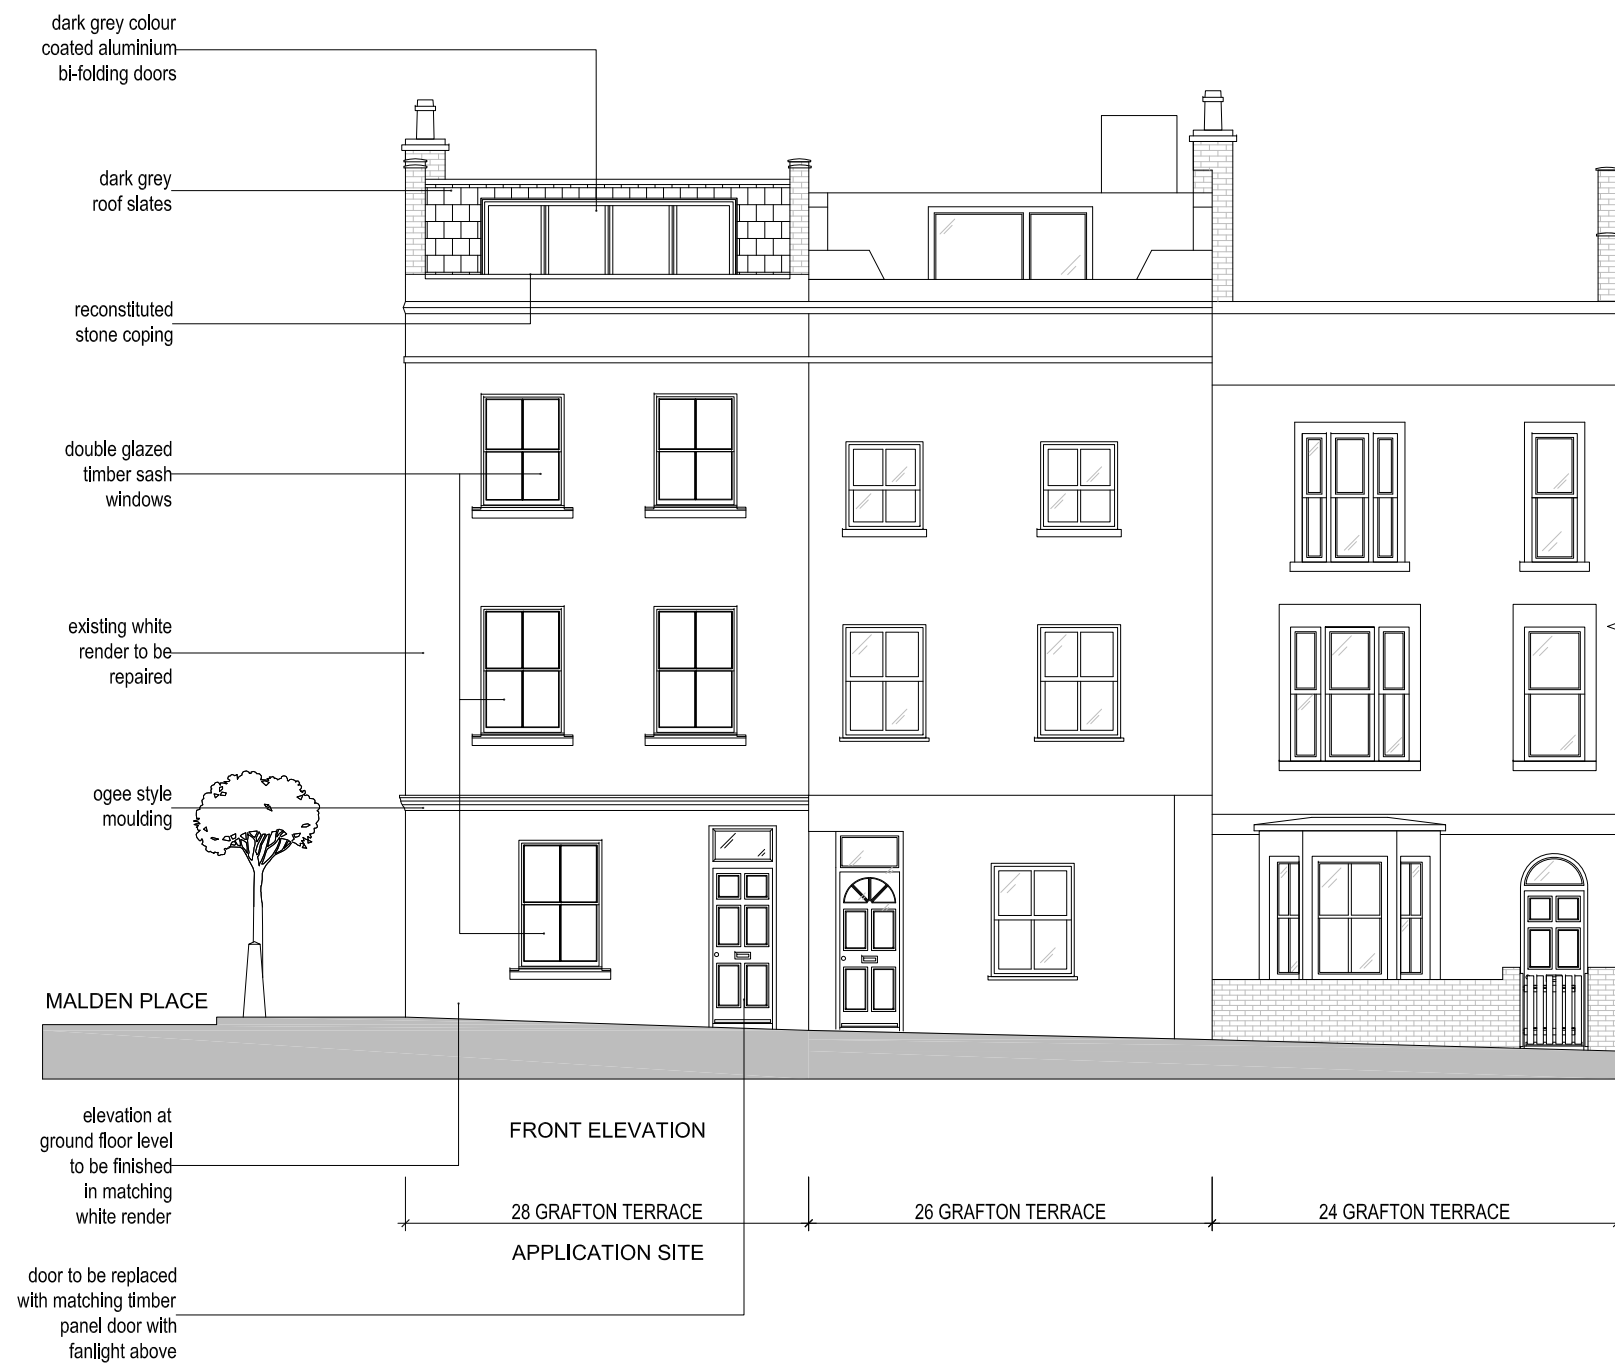 dark grey colour
coated aluminium
bi-folding doors
dark grey
roof slates
reconstituted
stone coping
double glazed
timber sash
windows
existing white
render to be
repaired
ogee style
moulding
MALDEN PLACE
elevation at
ground floor level
to be finished
in matching
white render
FRONT ELEVATION
28 GRAFTON TERRACE
26 GRAFTON TERRACE
24 GRAFTON TERRACE
APPLICATION SITE
door to be replaced
with matching timber
panel door with
fanlight above